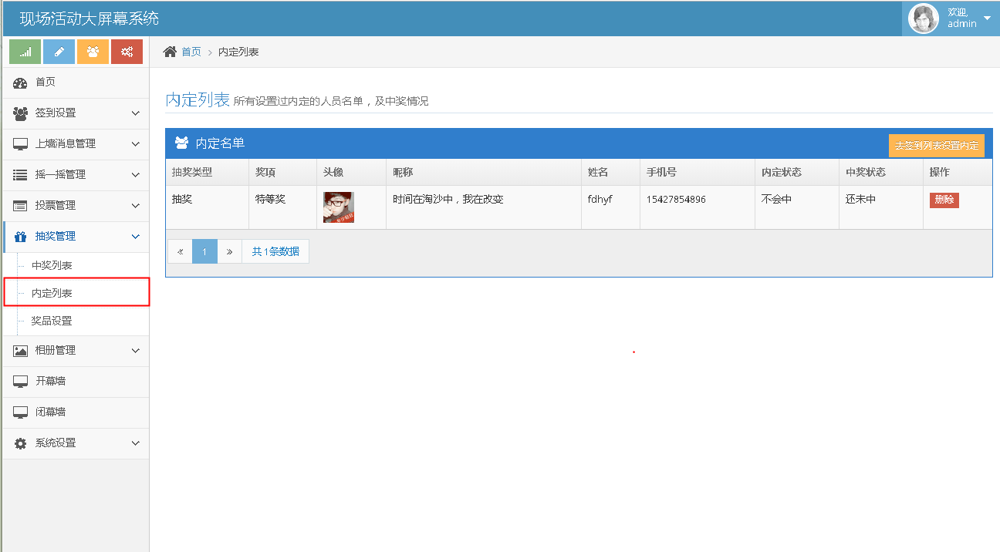 现场活动大屏幕系统
欢迎,
admin
首页
签到设置
上墙消息管理
摇一摇管理
投票管理
抽奖管理
中奖列表
内定列表
奖品设置
相册管理
开幕墙
闭幕墙
系统设置
首页 > 内定列表
内定列表 所有设置过内定的人员名单，及中奖情况
内定名单 去签到列表设置内定
抽奖类型 奖项 头像 昵称 姓名 手机号 内定状态 中奖状态 操作
抽奖 特等奖 时间在淘沙中，我在改变 fdhyf 15427854896 不会中 还未中 删除
« 1 » 共 1条数据